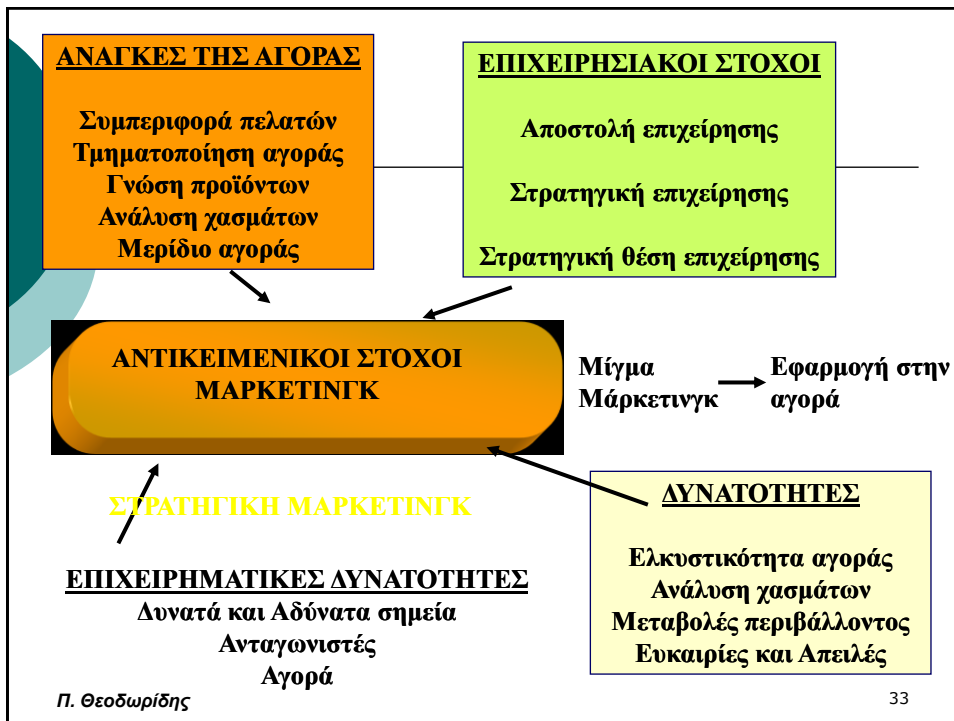 ΑΝΑΓΚΕΣ ΤΗΣ ΑΓΟΡΑΣ
Συμπεριφορά πελατών
Τμηματοποίηση αγοράς
Γνώση προϊόντων
Ανάλυση χασμάτων
Μερίδιο αγοράς
ΕΠΙΧΕΙΡΗΣΙΑΚΟΙ ΣΤΟΧΟΙ
Αποστολή επιχείρησης
Στρατηγική επιχείρησης
Στρατηγική θέση επιχείρησης
ΑΝΤΙΚΕΙΜΕΝΙΚΟΙ ΣΤΟΧΟΙ
ΜΑΡΚΕΤΙΝΓΚ
Μίγμα
Μάρκετινγκ
Εφαρμογή στην
αγορά
ΣΤΡΑΤΗΓΙΚΗ ΜΑΡΚΕΤΙΝΓΚ
ΕΠΙΧΕΙΡΗΜΑΤΙΚΕΣ ΔΥΝΑΤΟΤΗΤΕΣ
Δυνατά και Αδύνατα σημεία
Ανταγωνιστές
Αγορά
ΔΥΝΑΤΟΤΗΤΕΣ
Ελκυστικότητα αγοράς
Ανάλυση χασμάτων
Μεταβολές περιβάλλοντος
Ευκαιρίες και Απειλές
Π. Θεοδωρίδης
33